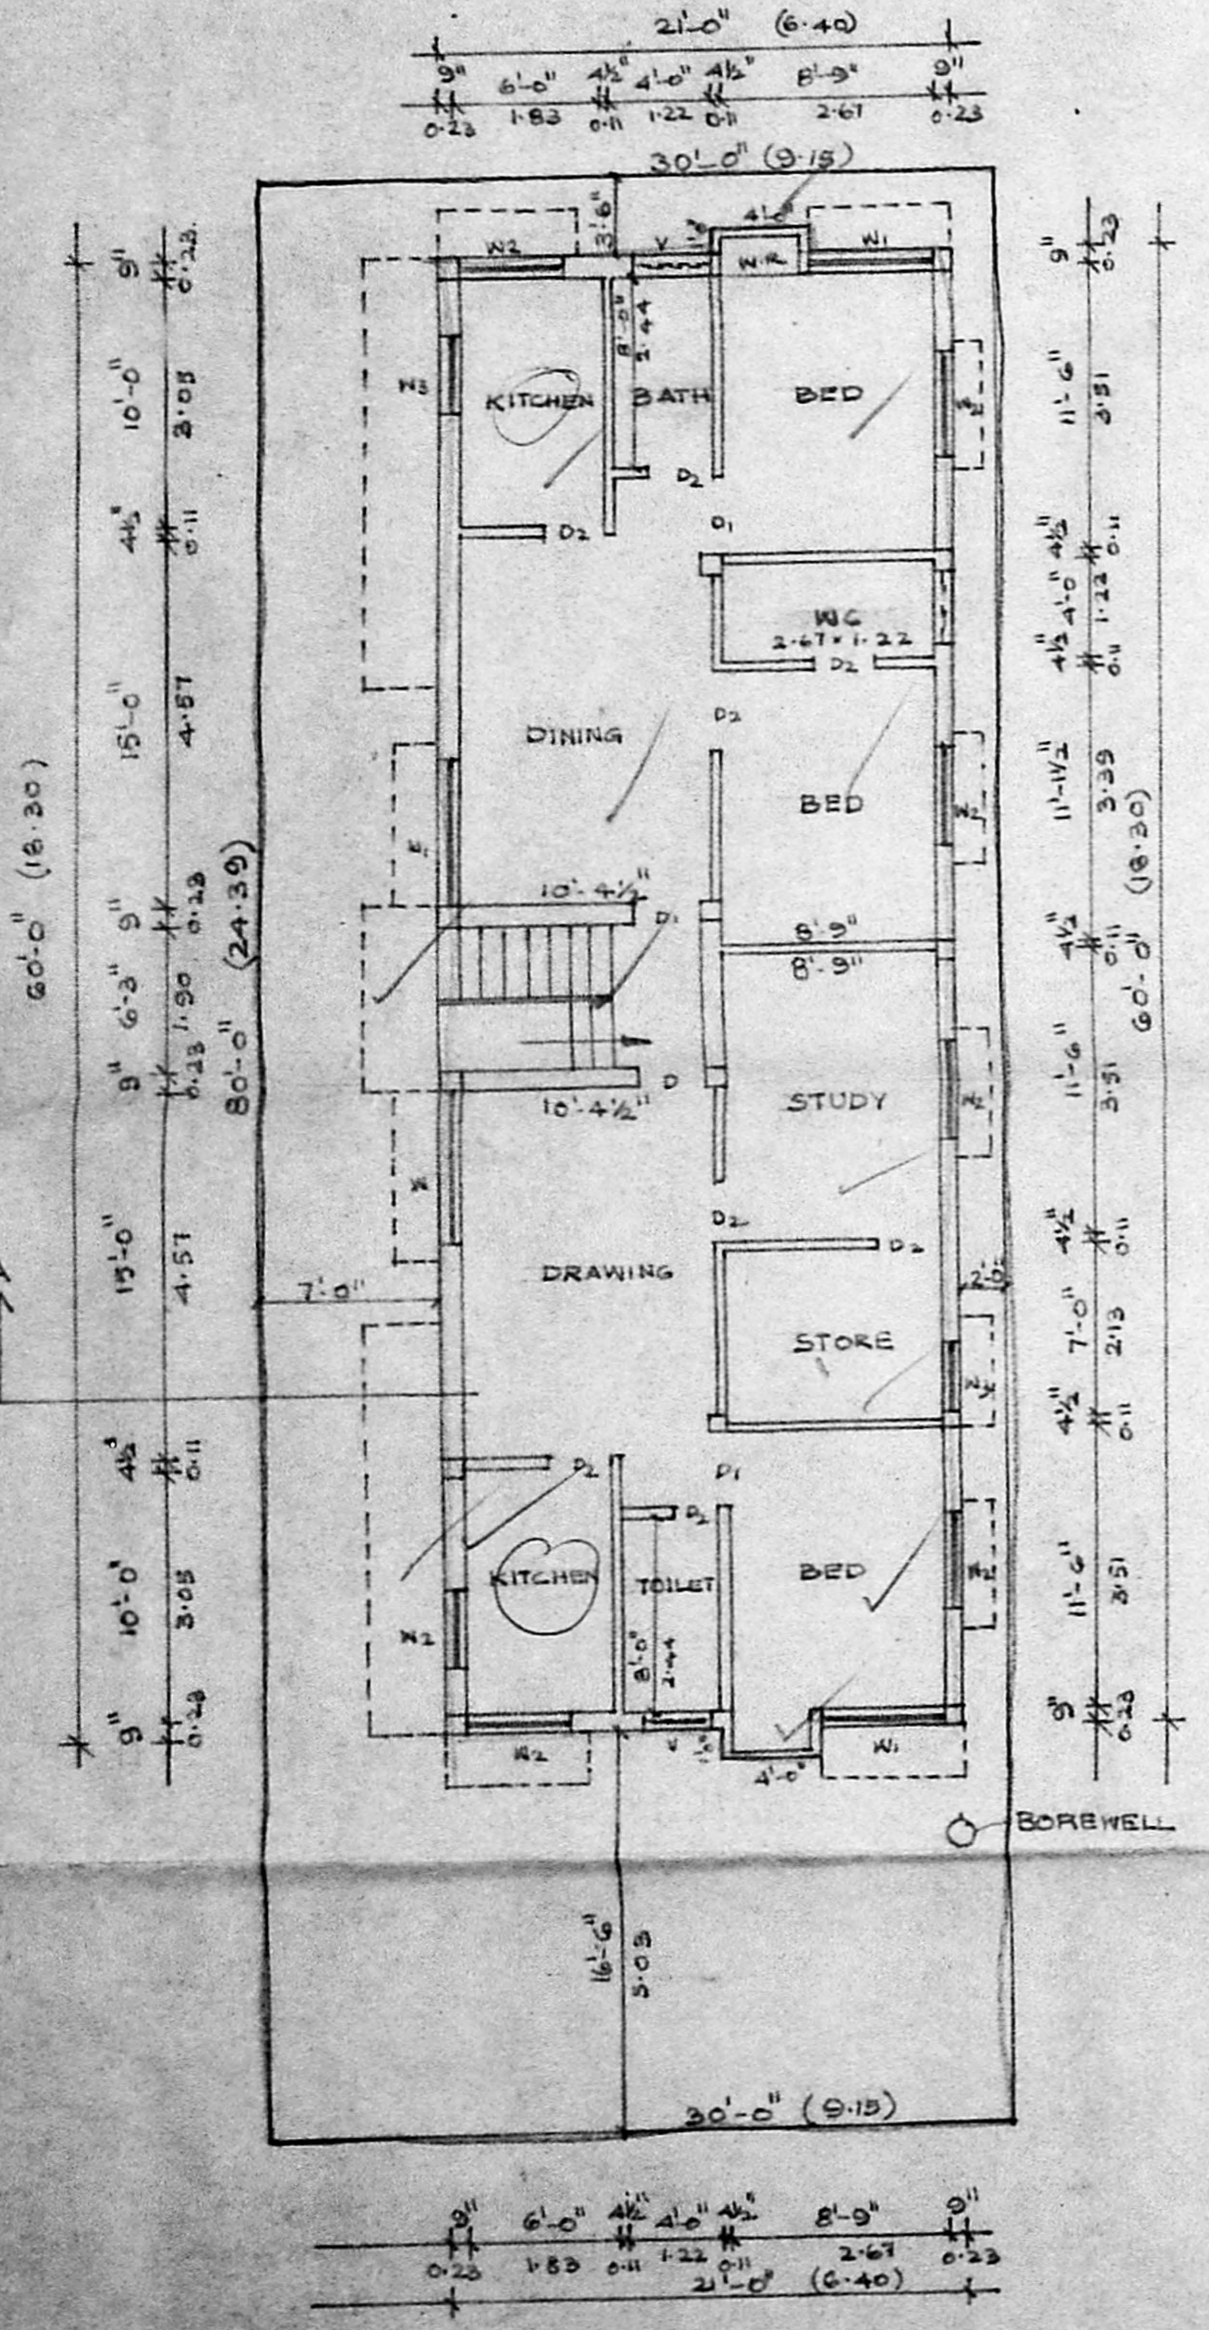 21'-0" (6.40)
9" 6'-0" 4½" 4'-0" 4½" 8'-9" 9"
0.23 1.83 0.11 1.22 0.11 2.67 0.23
30'-0" (9.15)
3'-6"
4'-0"
1'-0"
W2 V W.R W1
8'-0"
2.44
W3 KITCHEN BATH BED W2
D2
D2 D1
WC
2.67 × 1.22
D2
DINING D2
BED W2
10'-4½"
D1
8'-9"
8'-9"
D
10'-4½"
STUDY W2
W
D2
D2
DRAWING
7'-0" 2'-0"
STORE
D2 D1
D2
KITCHEN TOILET BED W2
W2
8'-0"
2.44
W2 V 1'-0" W1
4'-0"
BOREWELL
16'-6"
5.03
30'-0" (9.15)
60'-0" (18.30)
9" 10'-0" 4½" 15'-0" 9" 6'-3" 9" 15'-0" 4½" 10'-0" 9"
0.23 3.05 0.11 4.57 0.23 1.90 0.23 4.57 0.11 3.05 0.23
80'-0" (24.39)
9" 11'-6" 4½" 4'-0" 4½ 11'-1½" 4½" 11'-6" 4½" 7'-0" 4½" 11'-6" 9"
0.23 3.51 0.11 1.22 0.11 3.39 0.11 3.51 0.11 2.13 0.11 3.51 0.23
60'-0" (18.30)
9" 6'-0" 4½" 4'-0" 4½" 8'-9" 9"
0.23 1.83 0.11 1.22 0.11 2.67 0.23
21'-0" (6.40)